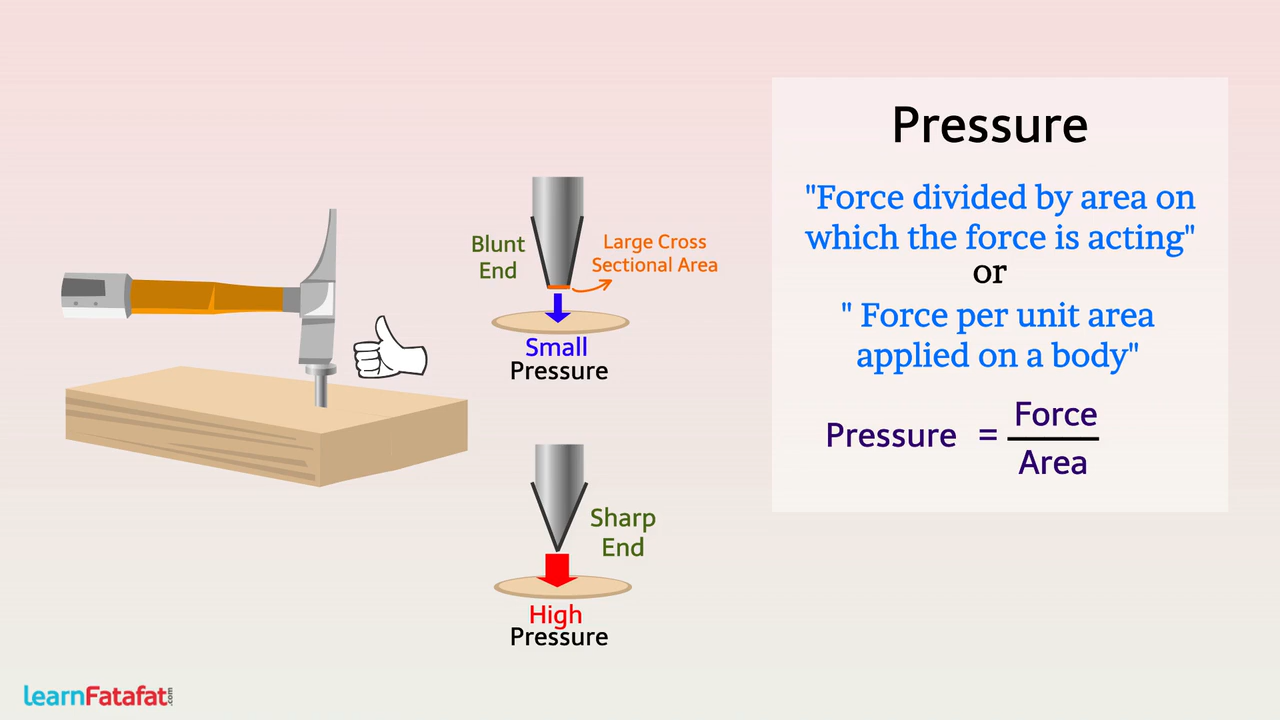 Pressure
"Force divided by area on
which the force is acting"
or
" Force per unit area
applied on a body"
Pressure = Force
Area
Blunt
End
Large Cross
Sectional Area
Small
Pressure
Sharp
End
High
Pressure
learnFatafat.com